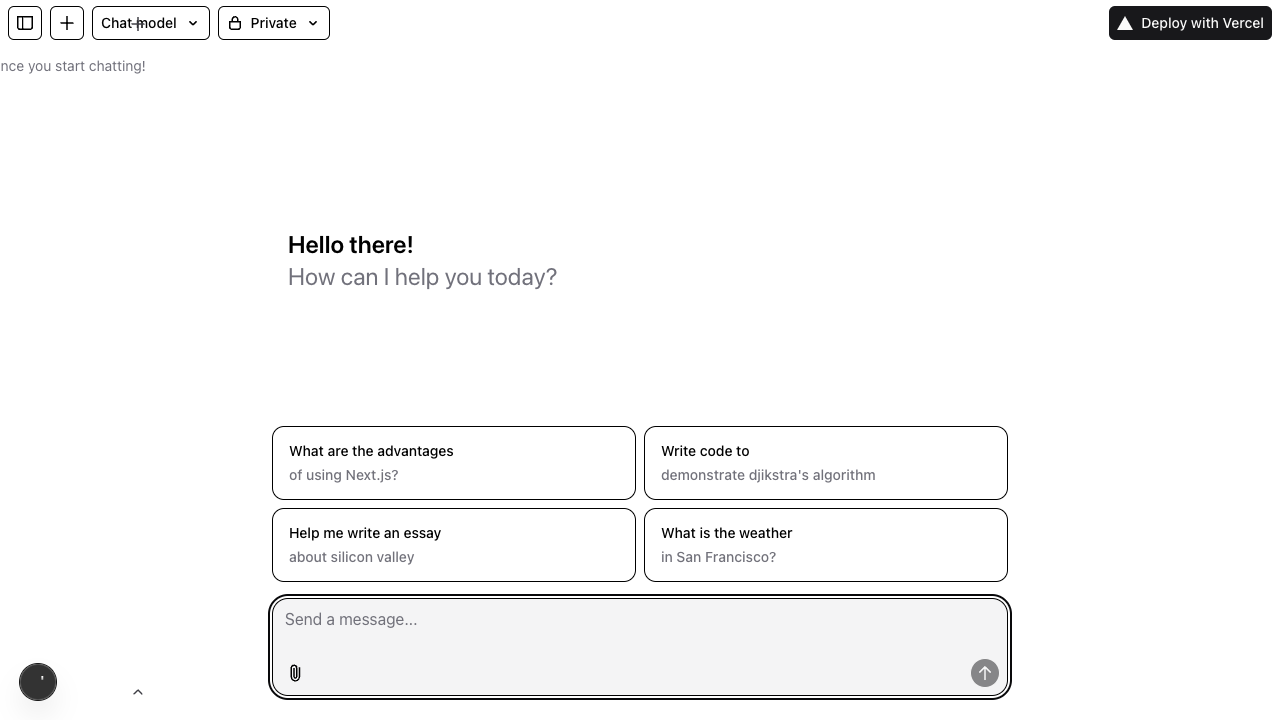 Chat model
Private
Deploy with Vercel
nce you start chatting!
Hello there!
How can I help you today?
What are the advantages
of using Next.js?
Write code to
demonstrate djikstra's algorithm
Help me write an essay
about silicon valley
What is the weather
in San Francisco?
Send a message...